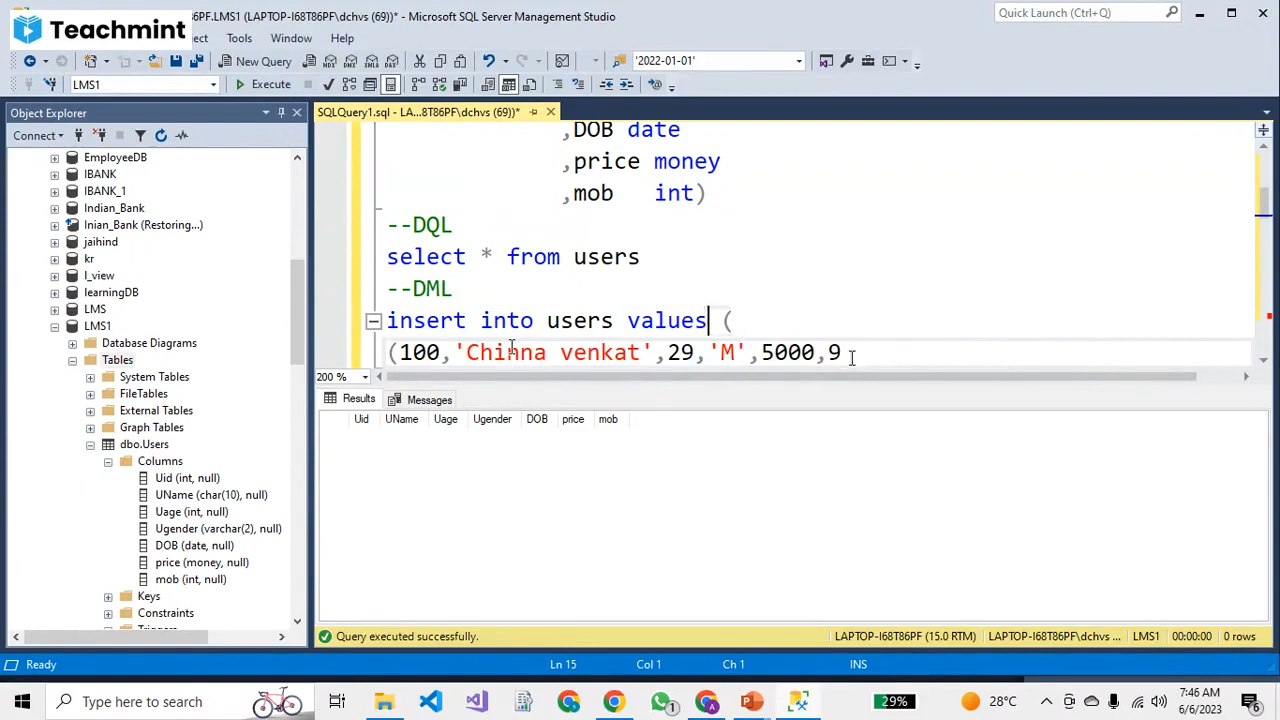 PF.LMS1 (LAPTOP-I68T86PF\dchvs (69))* - Microsoft SQL Server Management Studio
Quick Launch (Ctrl+Q)
Teachmint
Tools Window Help
New Query '2022-01-01'
LMS1 Execute
Object Explorer
SQLQuery1.sql - LA...8T86PF\dchvs (69))*
Connect
EmployeeDB
IBANK
IBANK_1
Indian_Bank
Inian_Bank (Restoring...)
jaihind
kr
l_view
learningDB
LMS
LMS1
Database Diagrams
Tables
System Tables
FileTables
External Tables
Graph Tables
dbo.Users
Columns
Uid (int, null)
UName (char(10), null)
Uage (int, null)
Ugender (varchar(2), null)
DOB (date, null)
price (money, null)
mob (int, null)
Keys
Constraints
,DOB date
,price money
,mob int)
--DQL
select * from users
--DML
insert into users values (
(100,'Chinna venkat',29,'M',5000,9
200 %
Results Messages
Uid UName Uage Ugender DOB price mob
Query executed successfully. LAPTOP-I68T86PF (15.0 RTM) LAPTOP-I68T86PF\dchvs ... LMS1 00:00:00 0 rows
Ready Ln 15 Col 1 Ch 1 INS
Type here to search 29% 28°C 7:46 AM
6/6/2023